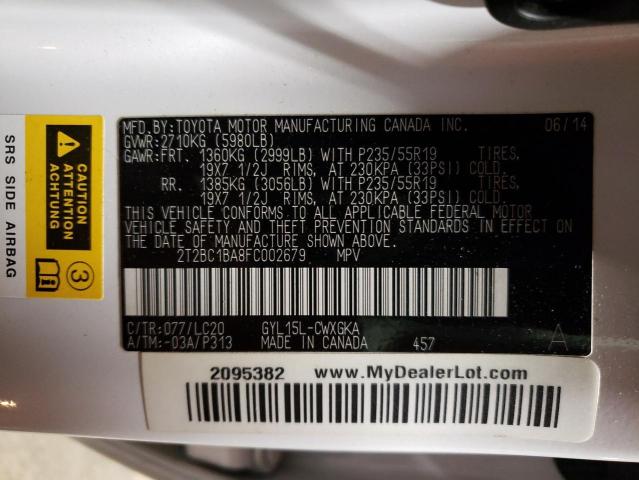 MFD.BY:TOYOTA MOTOR MANUFACTURING CANADA INC. 06/14
GVWR:2710KG (5980LB)
GAWR:FRT. 1360KG (2999LB) WITH P235/55R19 TIRES,
19X7 1/2J RIMS, AT 230KPA (33PSI) COLD.
RR. 1385KG (3056LB) WITH P235/55R19 TIRES,
19X7 1/2J RIMS, AT 230KPA (33PSI) COLD.
THIS VEHICLE CONFORMS TO ALL APPLICABLE FEDERAL MOTOR
VEHICLE SAFETY AND THEFT PREVENTION STANDARDS IN EFFECT ON
THE DATE OF MANUFACTURE SHOWN ABOVE.
2T2BC1BA8FC002679 MPV
C/TR:077/LC20 GYL15L-CWXGKA
A/TM:-03A/P313 MADE IN CANADA 457 A
2095382 www.MyDealerLot.com
SRS SIDE AIRBAG
CAUTION
ATTENTION
ACHTUNG
3